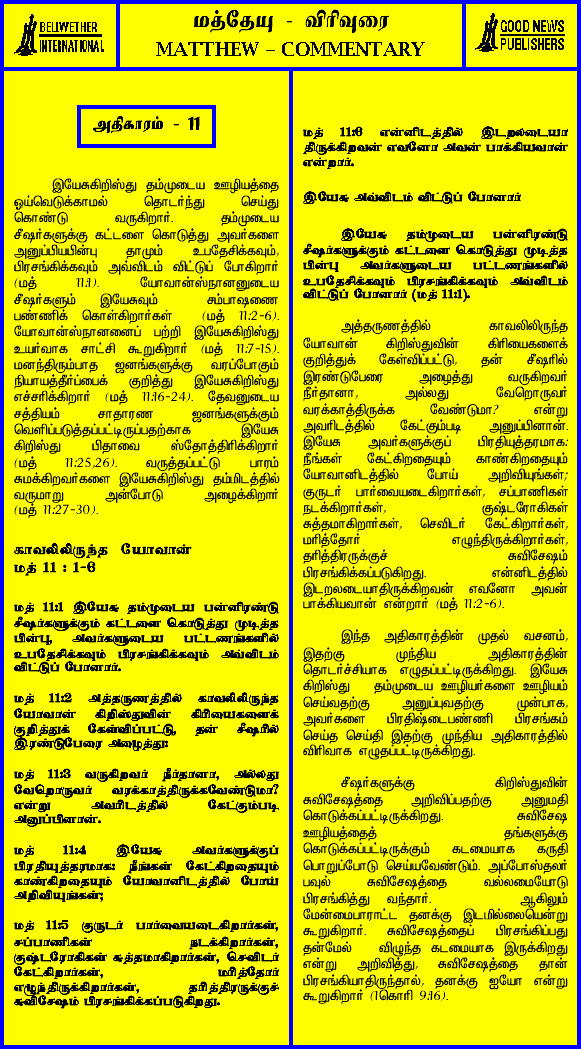 BELIWETHER
INTERNATIONAL
மத்தேயு - விரிவுரை
MATTHEW – COMMENTARY
GOOD NEWS
PUBLISHERS
அதிகாரம் - 11
இயேசுகிறிஸ்து தம்முடைய ஊழியத்தை
ஓய்வெடுக்காமல் தொடர்ந்து செய்து
கொண்டு வருகிறார். தம்முடைய
சீஷர்களுக்கு கட்டளை கொடுத்து அவர்களை
அனுப்பியபின்பு தாமும் உபதேசிக்கவும்,
பிரசங்கிக்கவும் அவ்விடம் விட்டுப் போகிறார்
(மத் 11:1). யோவான்ஸ்நானனுடைய
சீஷர்களும் இயேசுவும் சம்பாஷணை
பண்ணிக் கொள்கிறார்கள் (மத் 11:2-6).
யோவான்ஸ்நானனைப் பற்றி இயேசுகிறிஸ்து
உயர்வாக சாட்சி கூறுகிறார் (மத் 11:7-15).
மனந்திரும்பாத ஜனங்களுக்கு வரப்போகும்
நியாயத்தீர்ப்பைக் குறித்து இயேசுகிறிஸ்து
எச்சரிக்கிறார் (மத் 11:16-24). தேவனுடைய
சத்தியம் சாதாரண ஜனங்களுக்கும்
வெளிப்படுத்தப்பட்டிருப்பதற்காக இயேசு
கிறிஸ்து பிதாவை ஸ்தோத்திரிக்கிறார்
(மத் 11:25,26). வருத்தப்பட்டு பாரம்
சுமக்கிறவர்களை இயேசுகிறிஸ்து தம்மிடத்தில்
வருமாறு அன்போடு அழைக்கிறார்
(மத் 11:27-30).
காவலிலிருந்த யோவான்
மத் 11 : 1-6
மத் 11:1 இயேசு தம்முடைய பன்னிரண்டு
சீஷர்களுக்கும் கட்டளை கொடுத்து முடித்த
பின்பு, அவர்களுடைய பட்டணங்களில்
உபதேசிக்கவும் பிரசங்கிக்கவும் அவ்விடம்
விட்டுப் போனார்.
மத் 11:2 அத்தருணத்தில் காவலிலிருந்த
யோவான் கிறிஸ்துவின் கிரியைகளைக்
குறித்துக் கேள்விப்பட்டு, தன் சீஷரில்
இரண்டுபேரை அழைத்து:
மத் 11:3 வருகிறவர் நீர்தானா, அல்லது
வேறொருவர் வரக்காத்திருக்கவேண்டுமா?
என்று அவரிடத்தில் கேட்கும்படி
அனுப்பினான்.
மத் 11:4 இயேசு அவர்களுக்குப்
பிரதியுத்தரமாக: நீங்கள் கேட்கிறதையும்
காண்கிறதையும் யோவானிடத்தில் போய்
அறிவியுங்கள்;
மத் 11:5 குருடர் பார்வையடைகிறார்கள்,
சப்பாணிகள் நடக்கிறார்கள்,
குஷ்டரோகிகள் சுத்தமாகிறார்கள், செவிடர்
கேட்கிறார்கள், மரித்தோர்
எழுந்திருக்கிறார்கள், தரித்திரருக்குச்
சுவிசேஷம் பிரசங்கிக்கப்படுகிறது.
மத் 11:6 என்னிடத்தில் இடறலடையா
திருக்கிறவன் எவனோ அவன் பாக்கியவான்
என்றார்.
இயேசு அவ்விடம் விட்டுப் போனார்
இயேசு தம்முடைய பன்னிரண்டு
சீஷர்களுக்கும் கட்டளை கொடுத்து முடித்த
பின்பு அவர்களுடைய பட்டணங்களில்
உபதேசிக்கவும் பிரசங்கிக்கவும் அவ்விடம்
விட்டுப் போனார் (மத் 11:1).
அத்தருணத்தில் காவலிலிருந்த
யோவான் கிறிஸ்துவின் கிரியைகளைக்
குறித்துக் கேள்விப்பட்டு, தன் சீஷரில்
இரண்டுபேரை அழைத்து வருகிறவர்
நீர்தானா, அல்லது வேறொருவர்
வரக்காத்திருக்க வேண்டுமா? என்று
அவரிடத்தில் கேட்கும்படி அனுப்பினான்.
இயேசு அவர்களுக்குப் பிரதியுத்தரமாக:
நீங்கள் கேட்கிறதையும் காண்கிறதையும்
யோவானிடத்தில் போய் அறிவியுங்கள்;
குருடர் பார்வையடைகிறார்கள், சப்பாணிகள்
நடக்கிறார்கள், குஷ்டரோகிகள்
சுத்தமாகிறார்கள், செவிடர் கேட்கிறார்கள்,
மரித்தோர் எழுந்திருக்கிறார்கள்,
தரித்திரருக்குச் சுவிசேஷம்
பிரசங்கிக்கப்படுகிறது. என்னிடத்தில்
இடறலடையாதிருக்கிறவன் எவனோ அவன்
பாக்கியவான் என்றார் (மத் 11:2-6).
இந்த அதிகாரத்தின் முதல் வசனம்,
இதற்கு முந்திய அதிகாரத்தின்
தொடர்ச்சியாக எழுதப்பட்டிருக்கிறது. இயேசு
கிறிஸ்து தம்முடைய ஊழியர்களை ஊழியம்
செய்வதற்கு அனுப்புவதற்கு முன்பாக,
அவர்களை பிரதிஷ்டைபண்ணி பிரசங்கம்
செய்த செய்தி இதற்கு முந்திய அதிகாரத்தில்
விரிவாக எழுதப்பட்டிருக்கிறது.
சீஷர்களுக்கு கிறிஸ்துவின்
சுவிசேஷத்தை அறிவிப்பதற்கு அனுமதி
கொடுக்கப்பட்டிருக்கிறது. சுவிசேஷ
ஊழியத்தைத் தங்களுக்கு
கொடுக்கப்பட்டிருக்கும் கடமையாக கருதி
பொறுப்போடு செய்யவேண்டும். அப்போஸ்தலர்
பவுல் சுவிசேஷத்தை வல்லமையோடு
பிரசங்கித்து வந்தார். ஆகிலும்
மேன்மைபாராட்ட தனக்கு இடமில்லையென்று
கூறுகிறார். சுவிசேஷத்தைப் பிரசங்கிப்பது
தன்மேல் விழுந்த கடமையாக இருக்கிறது
என்று அறிவித்து, சுவிசேஷத்தை தான்
பிரசங்கியாதிருந்தால், தனக்கு ஐயோ என்று
கூறுகிறார் (1கொரி 9:16).